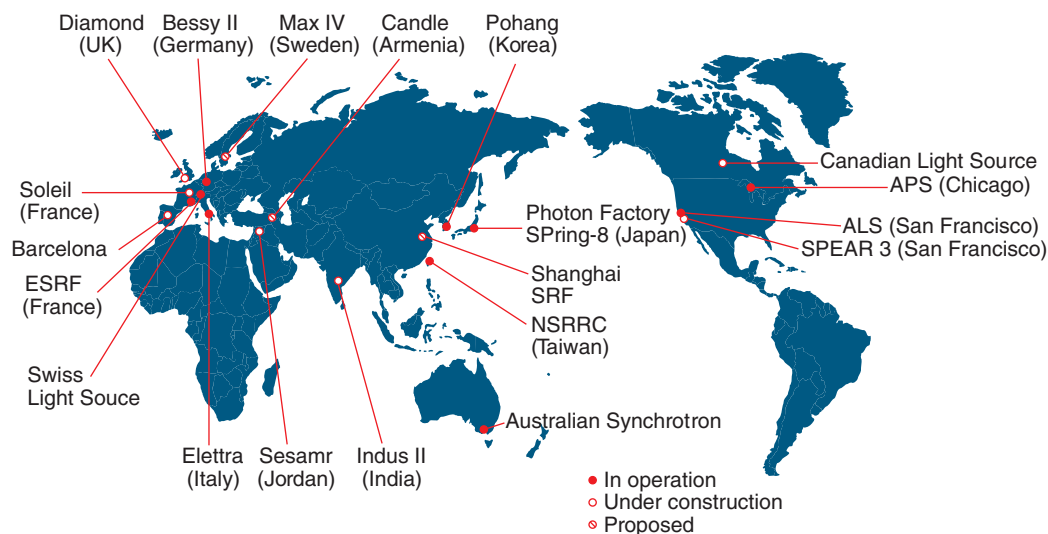 Diamond
(UK)
Bessy II
(Germany)
Max IV
(Sweden)
Candle
(Armenia)
Pohang
(Korea)
Soleil
(France)
Barcelona
ESRF
(France)
Swiss
Light Souce
Elettra
(Italy)
Sesamr
(Jordan)
Indus II
(India)
Photon Factory
SPring-8 (Japan)
Shanghai
SRF
NSRRC
(Taiwan)
Australian Synchrotron
Canadian Light Source
APS (Chicago)
ALS (San Francisco)
SPEAR 3 (San Francisco)
In operation
Under construction
Proposed